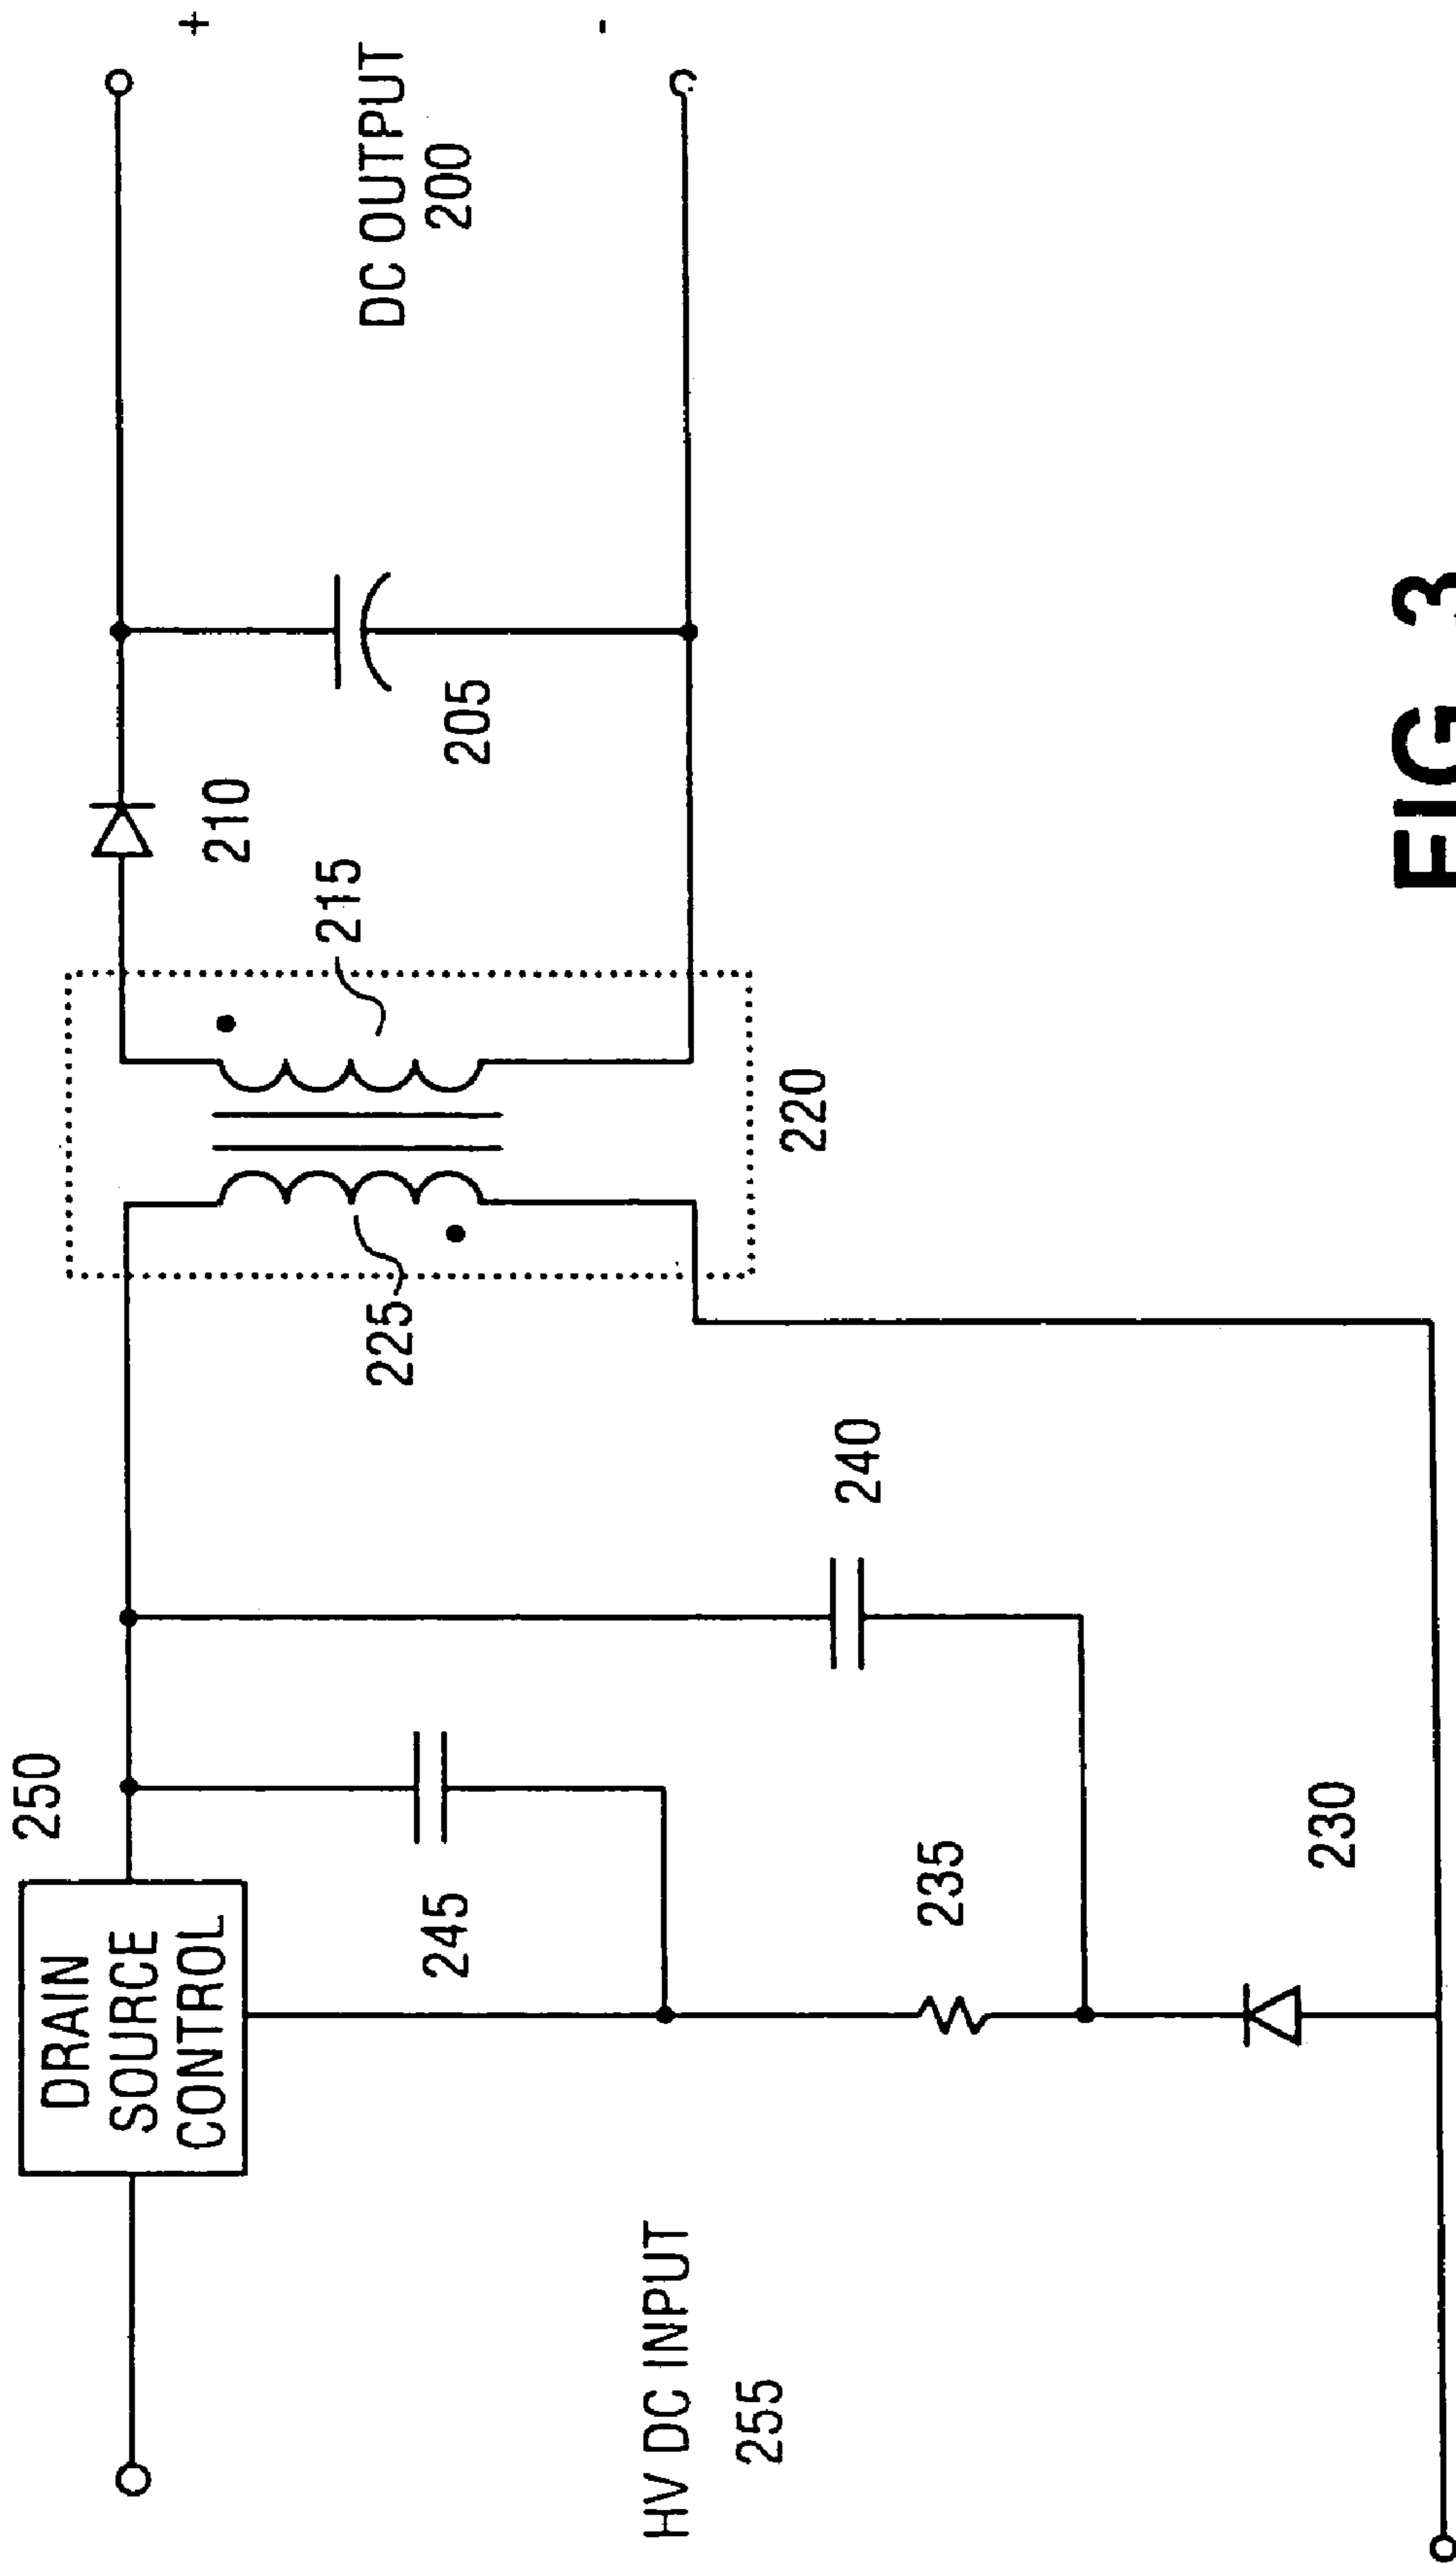 250
DRAIN
SOURCE
CONTROL
245
235
240
230
HV DC INPUT
255
225
215
220
210
205
+
DC OUTPUT
200
-
FIG 3